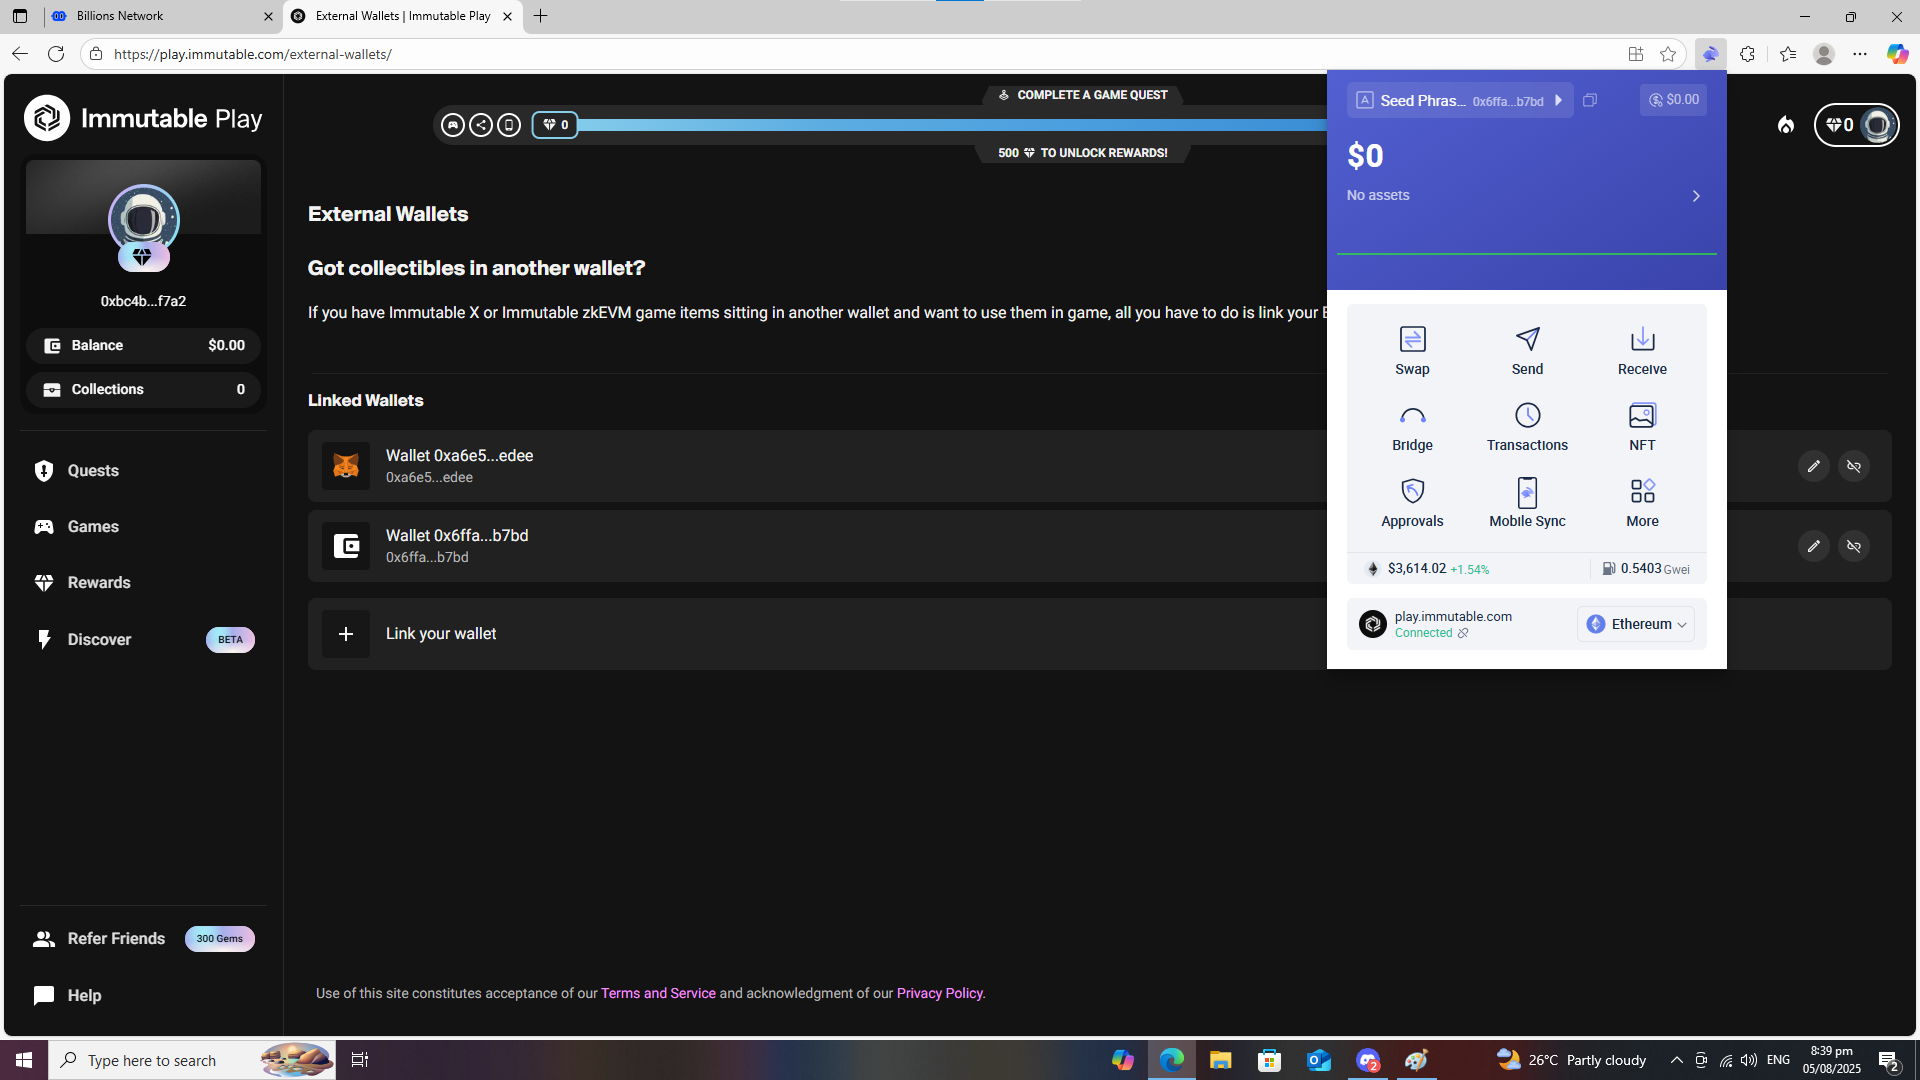 Billions Network
External Wallets | Immutable Play
https://play.immutable.com/external-wallets/
Immutable Play
0xbc4b...f7a2
Balance $0.00
Collections 0
Quests
Games
Rewards
Discover BETA
Refer Friends 300 Gems
Help
COMPLETE A GAME QUEST
0
500 TO UNLOCK REWARDS!
0
External Wallets
Got collectibles in another wallet?
If you have Immutable X or Immutable zkEVM game items sitting in another wallet and want to use them in game, all you have to do is link your E
Linked Wallets
Wallet 0xa6e5...edee
0xa6e5...edee
Wallet 0x6ffa...b7bd
0x6ffa...b7bd
Link your wallet
Use of this site constitutes acceptance of our Terms and Service and acknowledgment of our Privacy Policy.
A Seed Phras... 0x6ffa...b7bd $0.00
$0
No assets
Swap Send Receive
Bridge Transactions NFT
Approvals Mobile Sync More
$3,614.02 +1.54% 0.5403 Gwei
play.immutable.com
Connected
Ethereum
Type here to search
2
26°C Partly cloudy
ENG
8:39 pm
05/08/2025
2